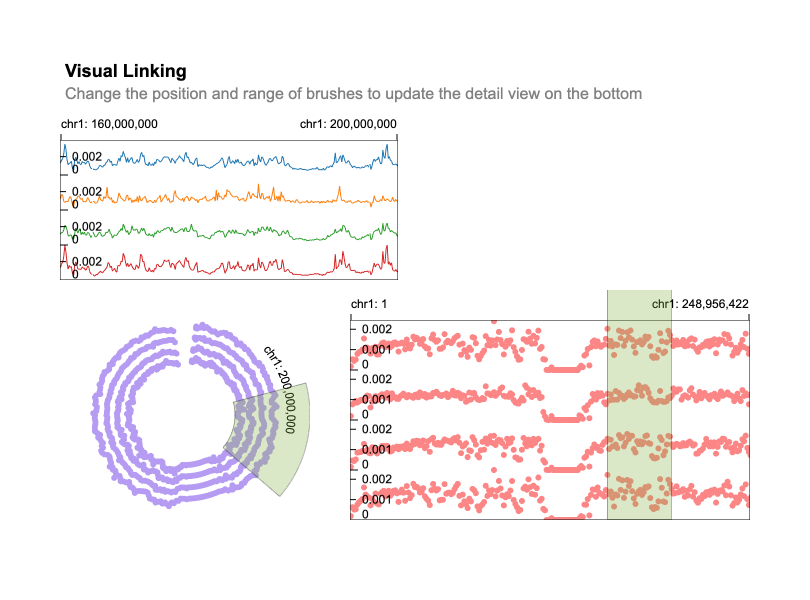 Visual Linking
Change the position and range of brushes to update the detail view on the bottom
chr1: 160,000,000
chr1: 200,000,000
0.002
0
0.002
0
0.002
0
0.002
0
chr1: 200,000,000
chr1: 1
chr1: 248,956,422
0.002
0.001
0
0.002
0.001
0
0.002
0.001
0
0.002
0.001
0